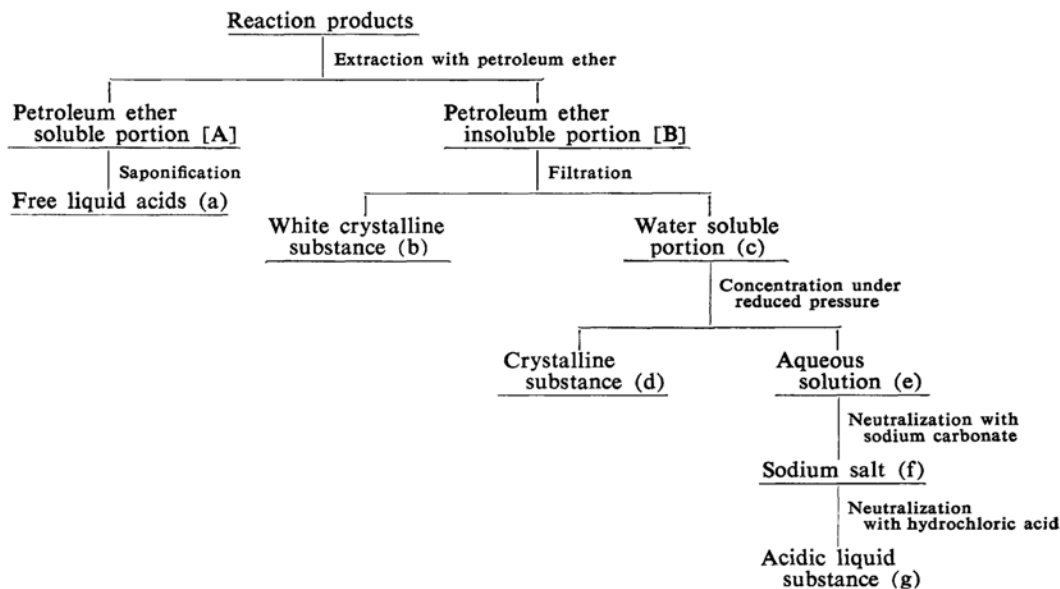 Reaction products
Extraction with petroleum ether
Petroleum ether
soluble portion [A]
Petroleum ether
insoluble portion [B]
Saponification
Filtration
Free liquid acids (a)
White crystalline
substance (b)
Water soluble
portion (c)
Concentration under
reduced pressure
Crystalline
substance (d)
Aqueous
solution (e)
Neutralization with
sodium carbonate
Sodium salt (f)
Neutralization
with hydrochloric acid
Acidic liquid
substance (g)